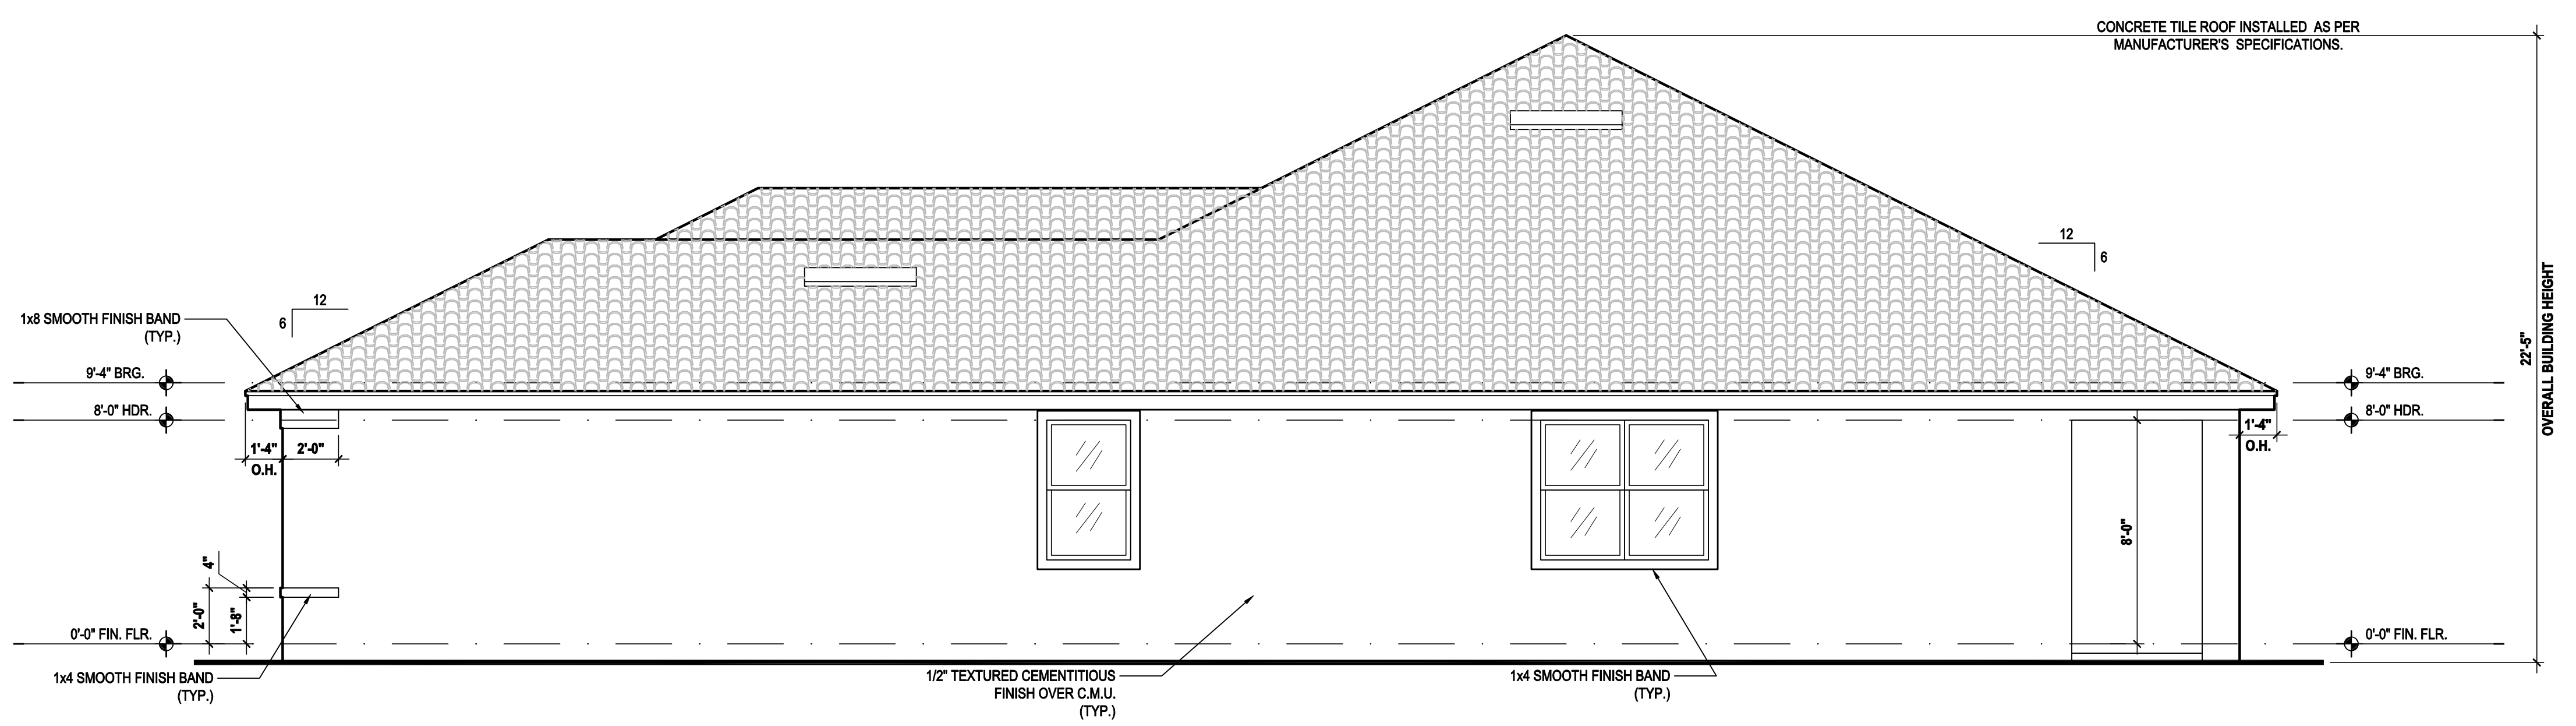 CONCRETE TILE ROOF INSTALLED AS PER
MANUFACTURER'S SPECIFICATIONS.
12
6
12
6
1x8 SMOOTH FINISH BAND
(TYP.)
22'-5"
OVERALL BUILDING HEIGHT
9'-4" BRG.
9'-4" BRG.
8'-0" HDR.
8'-0" HDR.
1'-4"
O.H.
2'-0"
1'-4"
O.H.
8'-0"
4"
2'-0"
1'-8"
0'-0" FIN. FLR.
0'-0" FIN. FLR.
1x4 SMOOTH FINISH BAND
(TYP.)
1/2" TEXTURED CEMENTITIOUS
FINISH OVER C.M.U.
(TYP.)
1x4 SMOOTH FINISH BAND
(TYP.)